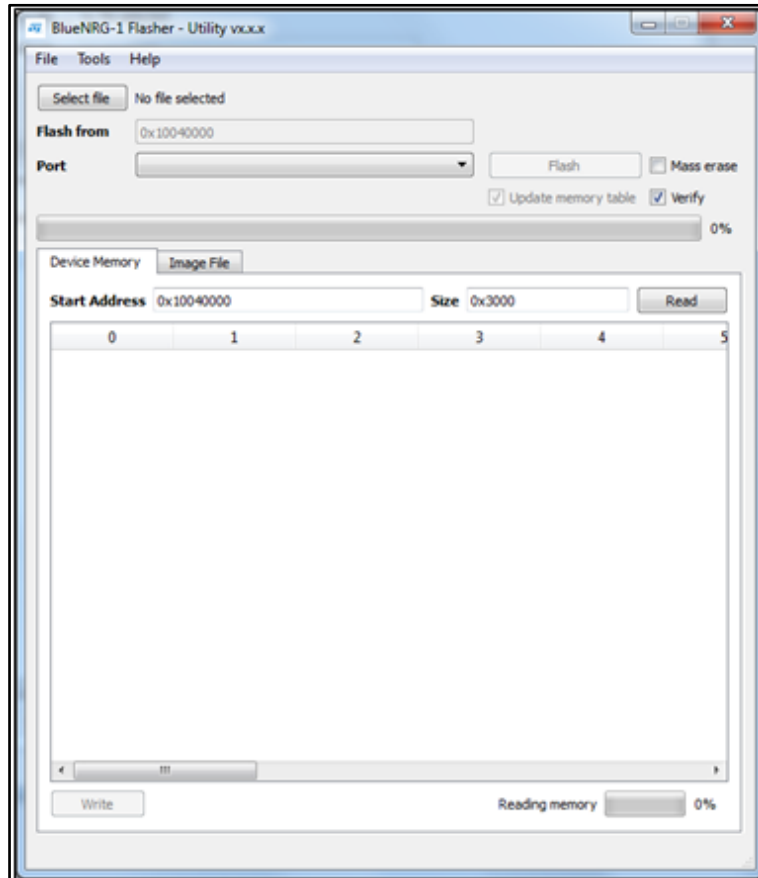 BlueNRG-1 Flasher - Utility vx.x.x
File Tools Help
Select file No file selected
Flash from 0x10040000
Port Flash Mass erase
Update memory table Verify
0%
Device Memory Image File
Start Address 0x10040000 Size 0x3000 Read
0 1 2 3 4 5
Write Reading memory 0%